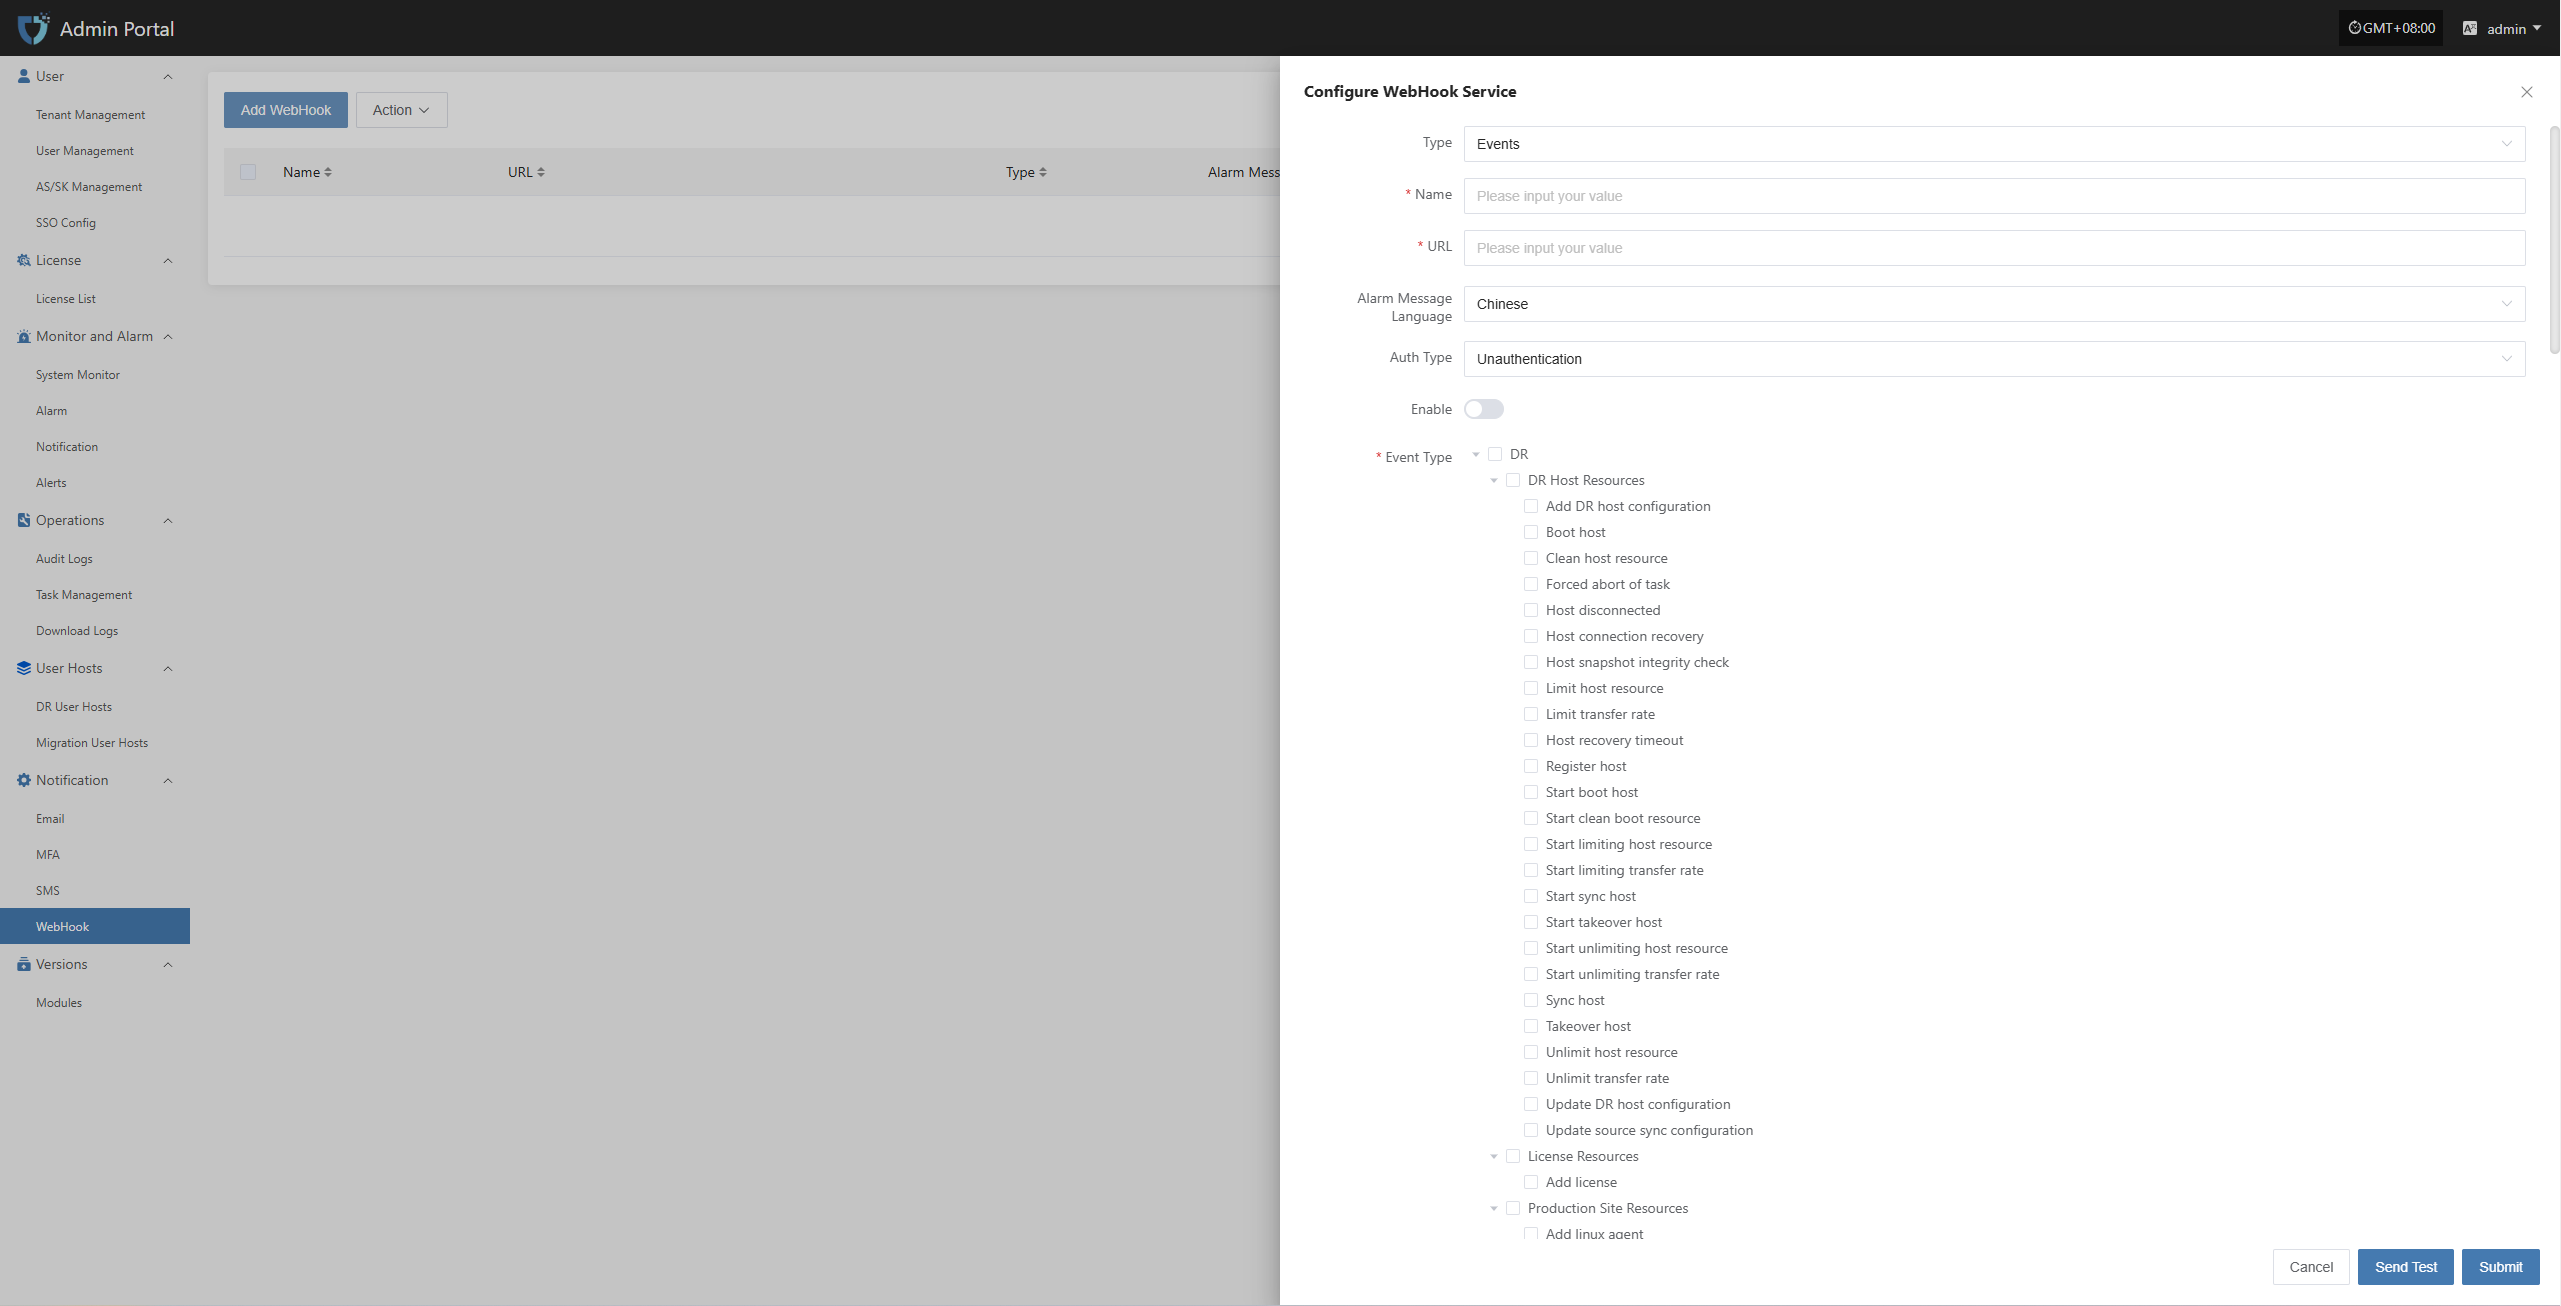 Admin Portal
GMT+08:00
admin
User
Tenant Management
User Management
AS/SK Management
SSO Config
License
License List
Monitor and Alarm
System Monitor
Alarm
Notification
Alerts
Operations
Audit Logs
Task Management
Download Logs
User Hosts
DR User Hosts
Migration User Hosts
Notification
Email
MFA
SMS
WebHook
Versions
Modules
Add WebHook
Action
Name
URL
Type
Alarm Mess
Configure WebHook Service
Type
Events
* Name
Please input your value
* URL
Please input your value
Alarm Message
Language
Chinese
Auth Type
Unauthentication
Enable
* Event Type
DR
DR Host Resources
Add DR host configuration
Boot host
Clean host resource
Forced abort of task
Host disconnected
Host connection recovery
Host snapshot integrity check
Limit host resource
Limit transfer rate
Host recovery timeout
Register host
Start boot host
Start clean boot resource
Start limiting host resource
Start limiting transfer rate
Start sync host
Start takeover host
Start unlimiting host resource
Start unlimiting transfer rate
Sync host
Takeover host
Unlimit host resource
Unlimit transfer rate
Update DR host configuration
Update source sync configuration
License Resources
Add license
Production Site Resources
Add linux agent
Cancel
Send Test
Submit